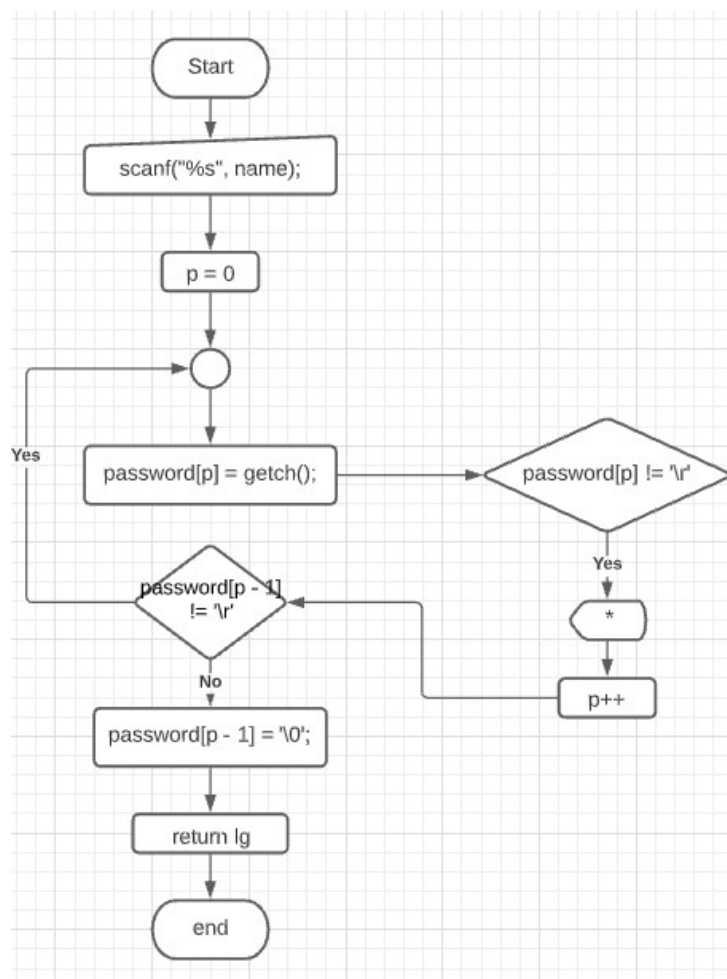 Start
scanf("%s", name);
p = 0
Yes
password[p] = getch();
password[p] != '\r'
Yes
password[p - 1]
!= '\r'
*
No
p++
password[p - 1] = '\0';
return lg
end